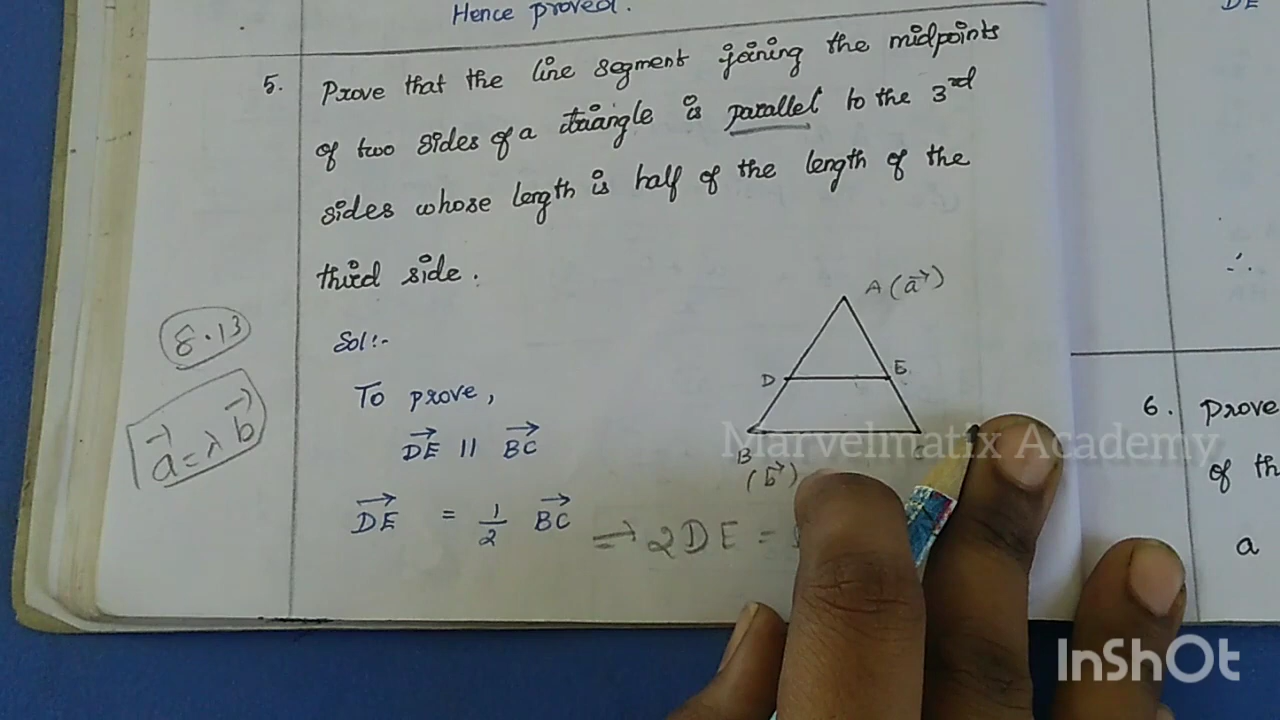 Hence proved.
DE
5. Prove that the line segment joining the midpoints
of two sides of a triangle is parallel to the 3rd
sides whose length is half of the length of the
third side.
A (a⃗)
8.13
Sol:-
D E
To prove,
a⃗ = λ b⃗
DE⃗ || BC⃗
B
(b⃗)
DE⃗ = 1/2 BC⃗ ⇒ 2DE =
∴
6. Prove
of th
a
Marvelmatix Academy
InShOt